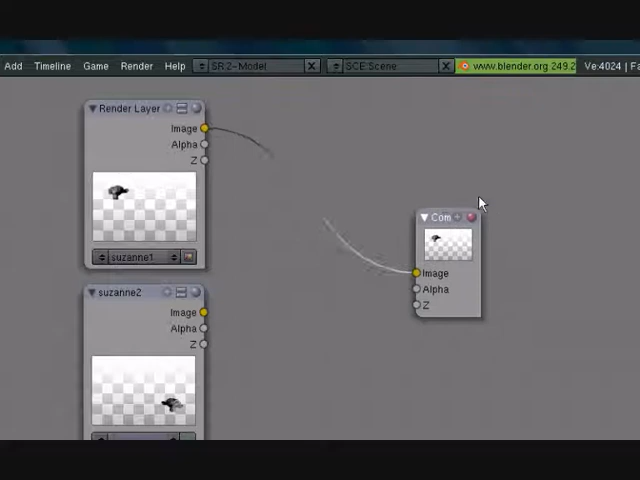 Add Timeline Game Render Help SR:2-Model X SCE:Scene X www.blender.org 249.2 Ve:4024 | Fa
Render Layer
Image
Alpha
Z
suzanne1
Com
Image
Alpha
Z
suzanne2
Image
Alpha
Z